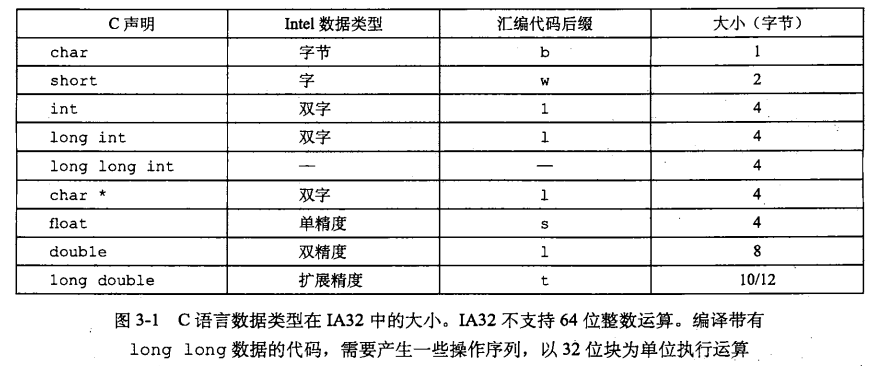 C 声明 Intel 数据类型 汇编代码后缀 大小（字节）
char 字节 b 1
short 字 w 2
int 双字 l 4
long int 双字 l 4
long long int — — 4
char * 双字 l 4
float 单精度 s 4
double 双精度 l 8
long double 扩展精度 t 10/12
图 3-1 C 语言数据类型在 IA32 中的大小。IA32 不支持 64 位整数运算。编译带有
long long 数据的代码，需要产生一些操作序列，以 32 位块为单位执行运算